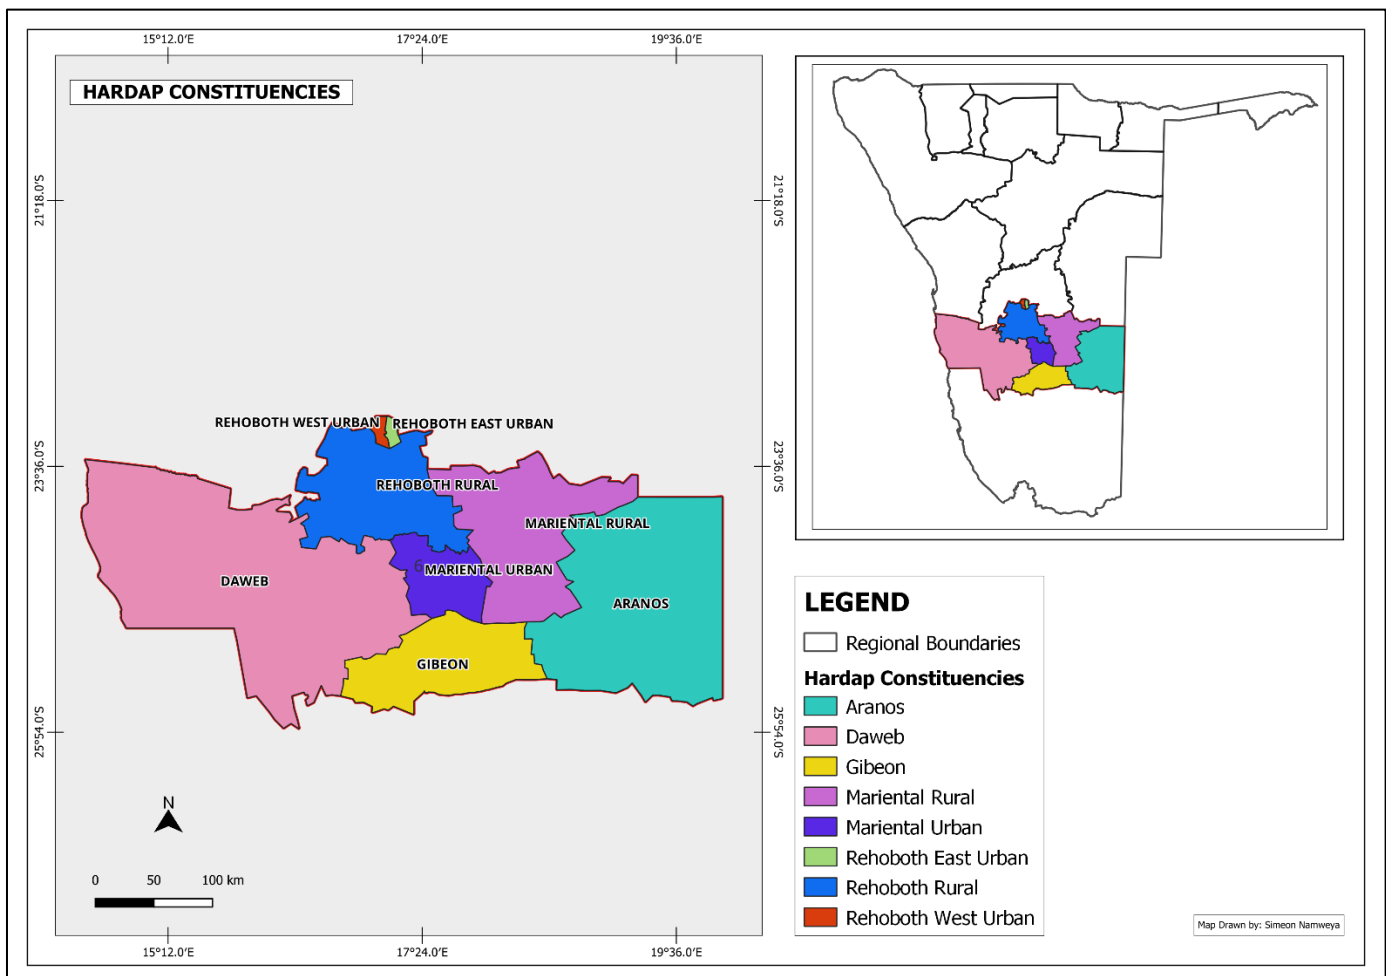 15°12.0'E
17°24.0'E
19°36.0'E
HARDAP CONSTITUENCIES
21°18.0'S
21°18.0'S
REHOBOTH WEST URBAN
REHOBOTH EAST URBAN
23°36.0'S
23°36.0'S
REHOBOTH RURAL
MARIENTAL RURAL
6
MARIENTAL URBAN
DAWEB
ARANOS
GIBEON
25°54.0'S
25°54.0'S
N
0 50 100 km
15°12.0'E
17°24.0'E
19°36.0'E
LEGEND
Regional Boundaries
Hardap Constituencies
Aranos
Daweb
Gibeon
Mariental Rural
Mariental Urban
Rehoboth East Urban
Rehoboth Rural
Rehoboth West Urban
Map Drawn by: Simeon Namweya